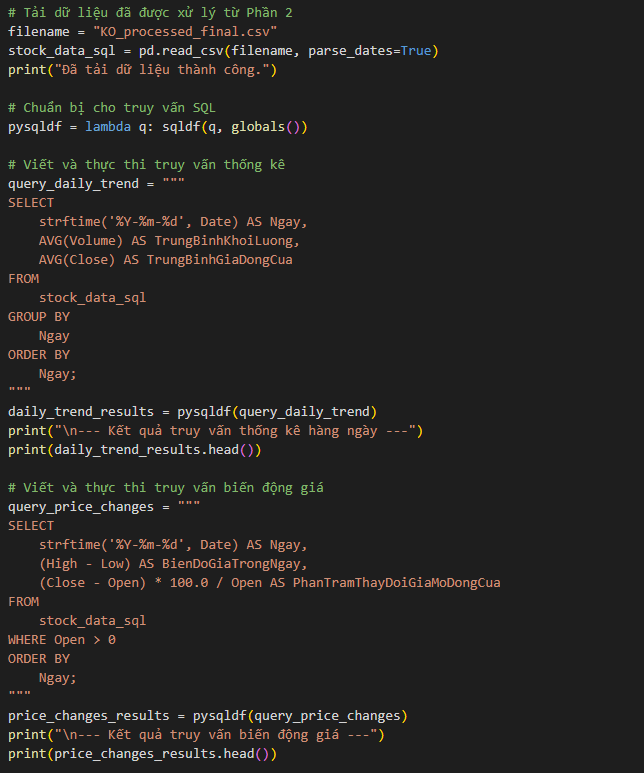 # Tải dữ liệu đã được xử lý từ Phần 2
filename = "KO_processed_final.csv"
stock_data_sql = pd.read_csv(filename, parse_dates=True)
print("Đã tải dữ liệu thành công.")

# Chuẩn bị cho truy vấn SQL
pysqldf = lambda q: sqldf(q, globals())

# Viết và thực thi truy vấn thống kê
query_daily_trend = """
SELECT
    strftime('%Y-%m-%d', Date) AS Ngay,
    AVG(Volume) AS TrungBinhKhoiLuong,
    AVG(Close) AS TrungBinhGiaDongCua
FROM
    stock_data_sql
GROUP BY
    Ngay
ORDER BY
    Ngay;
"""
daily_trend_results = pysqldf(query_daily_trend)
print("\n--- Kết quả truy vấn thống kê hàng ngày ---")
print(daily_trend_results.head())

# Viết và thực thi truy vấn biến động giá
query_price_changes = """
SELECT
    strftime('%Y-%m-%d', Date) AS Ngay,
    (High - Low) AS BienDoGiaTrongNgay,
    (Close - Open) * 100.0 / Open AS PhanTramThayDoiGiaMoDongCua
FROM
    stock_data_sql
WHERE Open > 0
ORDER BY
    Ngay;
"""
price_changes_results = pysqldf(query_price_changes)
print("\n--- Kết quả truy vấn biến động giá ---")
print(price_changes_results.head())